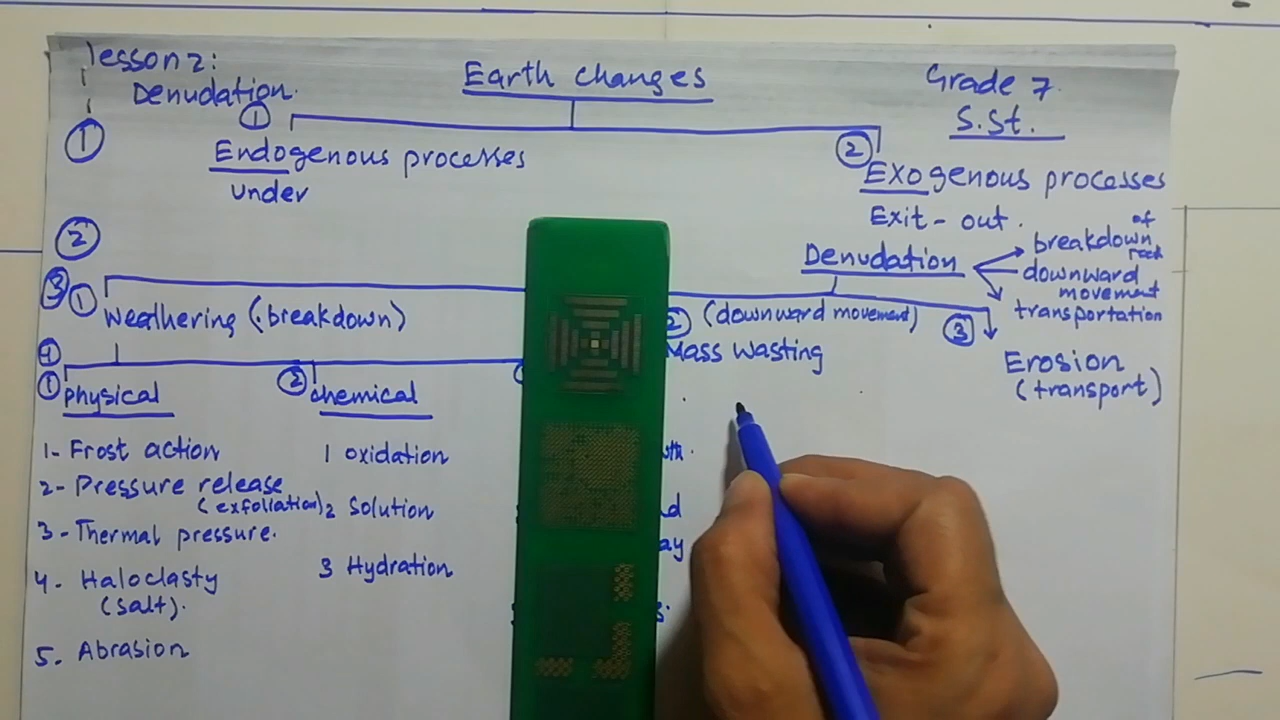 lesson 2:
Denudation.
Earth changes
Grade 7.
S.St.
①
① Endogenous processes
under
② Exogenous processes
Exit - out.
②
Denudation
of
breakdown
rock
downward
movement
transportation
③ ① Weathering (breakdown)
② (downward movement)
Mass Wasting
③ Erosion
(transport)
④
① physical
② chemical
1- Frost action
2- Pressure release
(exfoliation)
3- Thermal pressure.
4. Haloclasty
(salt).
5. Abrasion
1 oxidation
2 Solution
3 Hydration